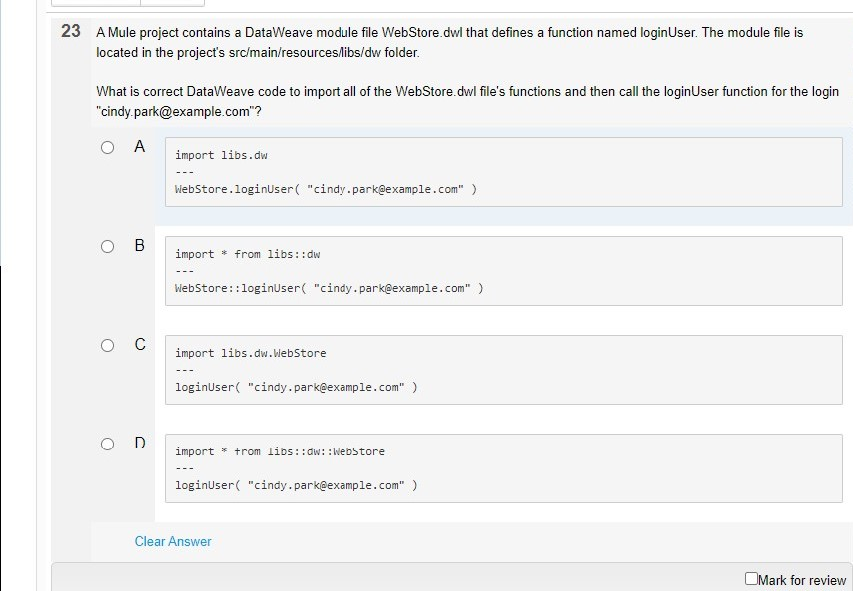 23 A Mule project contains a DataWeave module file WebStore.dwl that defines a function named loginUser. The module file is
located in the project's src/main/resources/libs/dw folder.
What is correct DataWeave code to import all of the WebStore.dwl file's functions and then call the loginUser function for the login
"cindy.park@example.com"?
A
import libs.dw
---
WebStore.loginUser( "cindy.park@example.com" )
B
import * from libs::dw
---
WebStore::loginUser( "cindy.park@example.com" )
C
import libs.dw.WebStore
---
loginUser( "cindy.park@example.com" )
D
import * from libs::dw::WebStore
---
loginUser( "cindy.park@example.com" )
Clear Answer
Mark for review